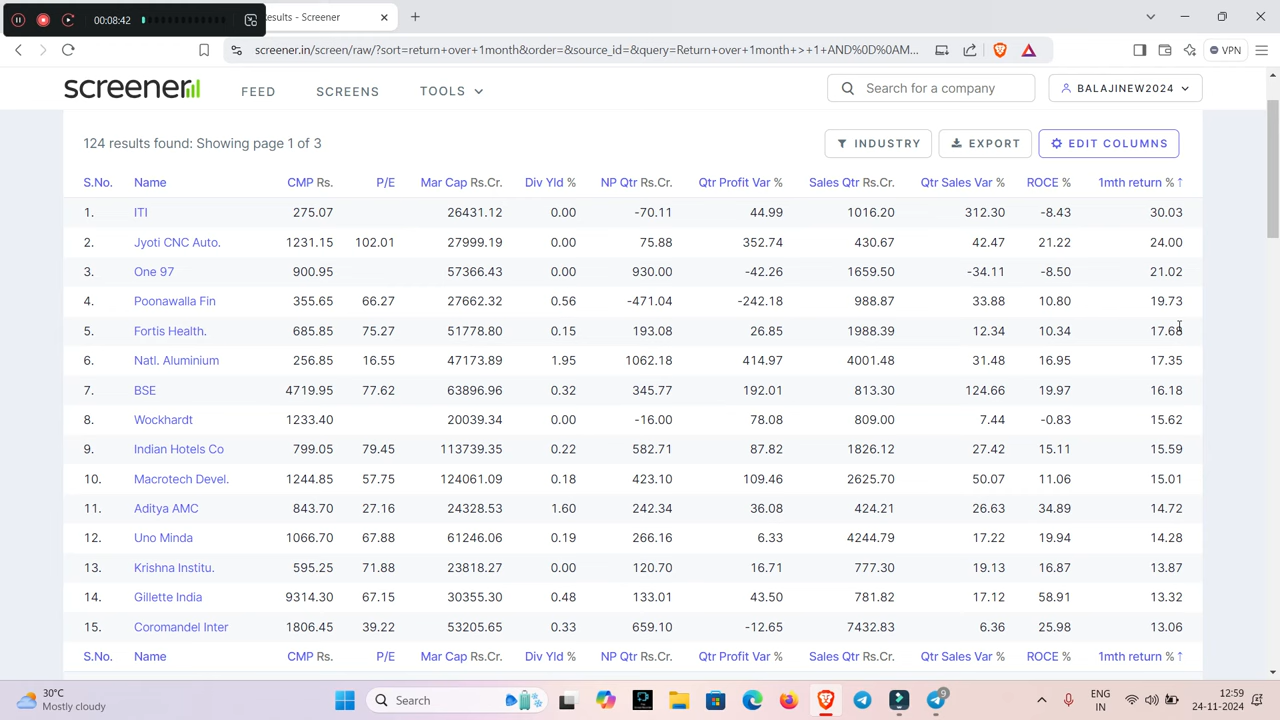 00:08:42
esults - Screener
screener.in/screen/raw/?sort=return+over+1month&order=&source_id=&query=Return+over+1month+>+1+AND%0D%0AM...
VPN
screener
FEED
SCREENS
TOOLS
Search for a company
BALAJINEW2024
124 results found: Showing page 1 of 3
INDUSTRY
EXPORT
EDIT COLUMNS
S.No. Name CMP Rs. P/E Mar Cap Rs.Cr. Div Yld % NP Qtr Rs.Cr. Qtr Profit Var % Sales Qtr Rs.Cr. Qtr Sales Var % ROCE % 1mth return % ↑
1. ITI 275.07 26431.12 0.00 -70.11 44.99 1016.20 312.30 -8.43 30.03
2. Jyoti CNC Auto. 1231.15 102.01 27999.19 0.00 75.88 352.74 430.67 42.47 21.22 24.00
3. One 97 900.95 57366.43 0.00 930.00 -42.26 1659.50 -34.11 -8.50 21.02
4. Poonawalla Fin 355.65 66.27 27662.32 0.56 -471.04 -242.18 988.87 33.88 10.80 19.73
5. Fortis Health. 685.85 75.27 51778.80 0.15 193.08 26.85 1988.39 12.34 10.34 17.68
6. Natl. Aluminium 256.85 16.55 47173.89 1.95 1062.18 414.97 4001.48 31.48 16.95 17.35
7. BSE 4719.95 77.62 63896.96 0.32 345.77 192.01 813.30 124.66 19.97 16.18
8. Wockhardt 1233.40 20039.34 0.00 -16.00 78.08 809.00 7.44 -0.83 15.62
9. Indian Hotels Co 799.05 79.45 113739.35 0.22 582.71 87.82 1826.12 27.42 15.11 15.59
10. Macrotech Devel. 1244.85 57.75 124061.09 0.18 423.10 109.46 2625.70 50.07 11.06 15.01
11. Aditya AMC 843.70 27.16 24328.53 1.60 242.34 36.08 424.21 26.63 34.89 14.72
12. Uno Minda 1066.70 67.88 61246.06 0.19 266.16 6.33 4244.79 17.22 19.94 14.28
13. Krishna Institu. 595.25 71.88 23818.27 0.00 120.70 16.71 777.30 19.13 16.87 13.87
14. Gillette India 9314.30 67.15 30355.30 0.48 133.01 43.50 781.82 17.12 58.91 13.32
15. Coromandel Inter 1806.45 39.22 53205.65 0.33 659.10 -12.65 7432.83 6.36 25.98 13.06
S.No. Name CMP Rs. P/E Mar Cap Rs.Cr. Div Yld % NP Qtr Rs.Cr. Qtr Profit Var % Sales Qtr Rs.Cr. Qtr Sales Var % ROCE % 1mth return % ↑
30°C
Mostly cloudy
Search
9
ENG
IN
12:59
24-11-2024